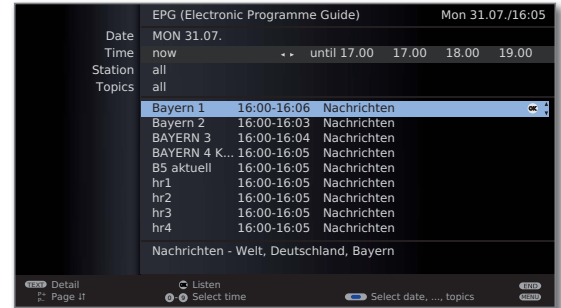 EPG (Electronic Programme Guide) Mon 31.07./16:05
Date MON 31.07.
Time now ◂ ▸ until 17.00 17.00 18.00 19.00
Station all
Topics all
Bayern 1 16:00-16:06 Nachrichten OK
Bayern 2 16:00-16:03 Nachrichten
BAYERN 3 16:00-16:04 Nachrichten
BAYERN 4 K... 16:00-16:05 Nachrichten
B5 aktuell 16:00-16:05 Nachrichten
hr1 16:00-16:05 Nachrichten
hr2 16:00-16:05 Nachrichten
hr3 16:00-16:05 Nachrichten
hr4 16:00-16:05 Nachrichten
Nachrichten - Welt, Deutschland, Bayern
TEXT Detail OK Listen END
P+ P- Page ↓↑ 0-9 Select time Select date, ..., topics MENU